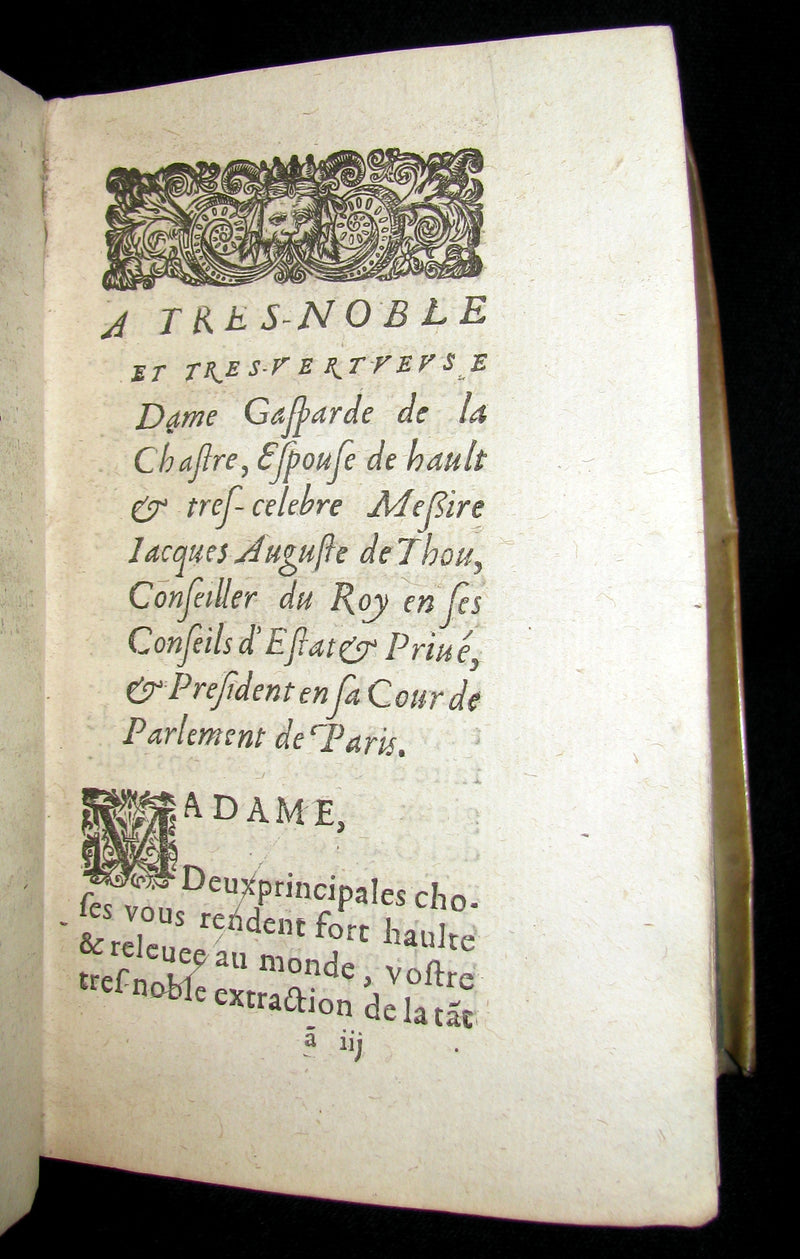 A TRES-NOBLE
ET TRES-VERTVEVSE
Dame Gaſparde de la
Chaſtre, Eſpouſe de hault
& treſ-celebre Meßire
Iacques Auguſte de Thou,
Conſeiller du Roy en ſes
Conſeils d'Eſtat & Priué,
& Preſident en ſa Cour de
Parlement de Paris.
MADAME,
Deux principales cho-
ſes vous rendent fort haulte
& releuee au monde, voſtre
treſ-noble extraction de la tāt
ã iij